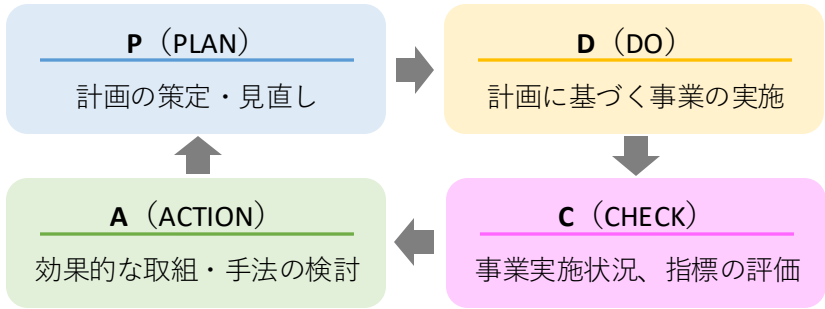 P（PLAN）
計画の策定・見直し
D（DO）
計画に基づく事業の実施
A（ACTION）
効果的な取組・手法の検討
C（CHECK）
事業実施状況、指標の評価